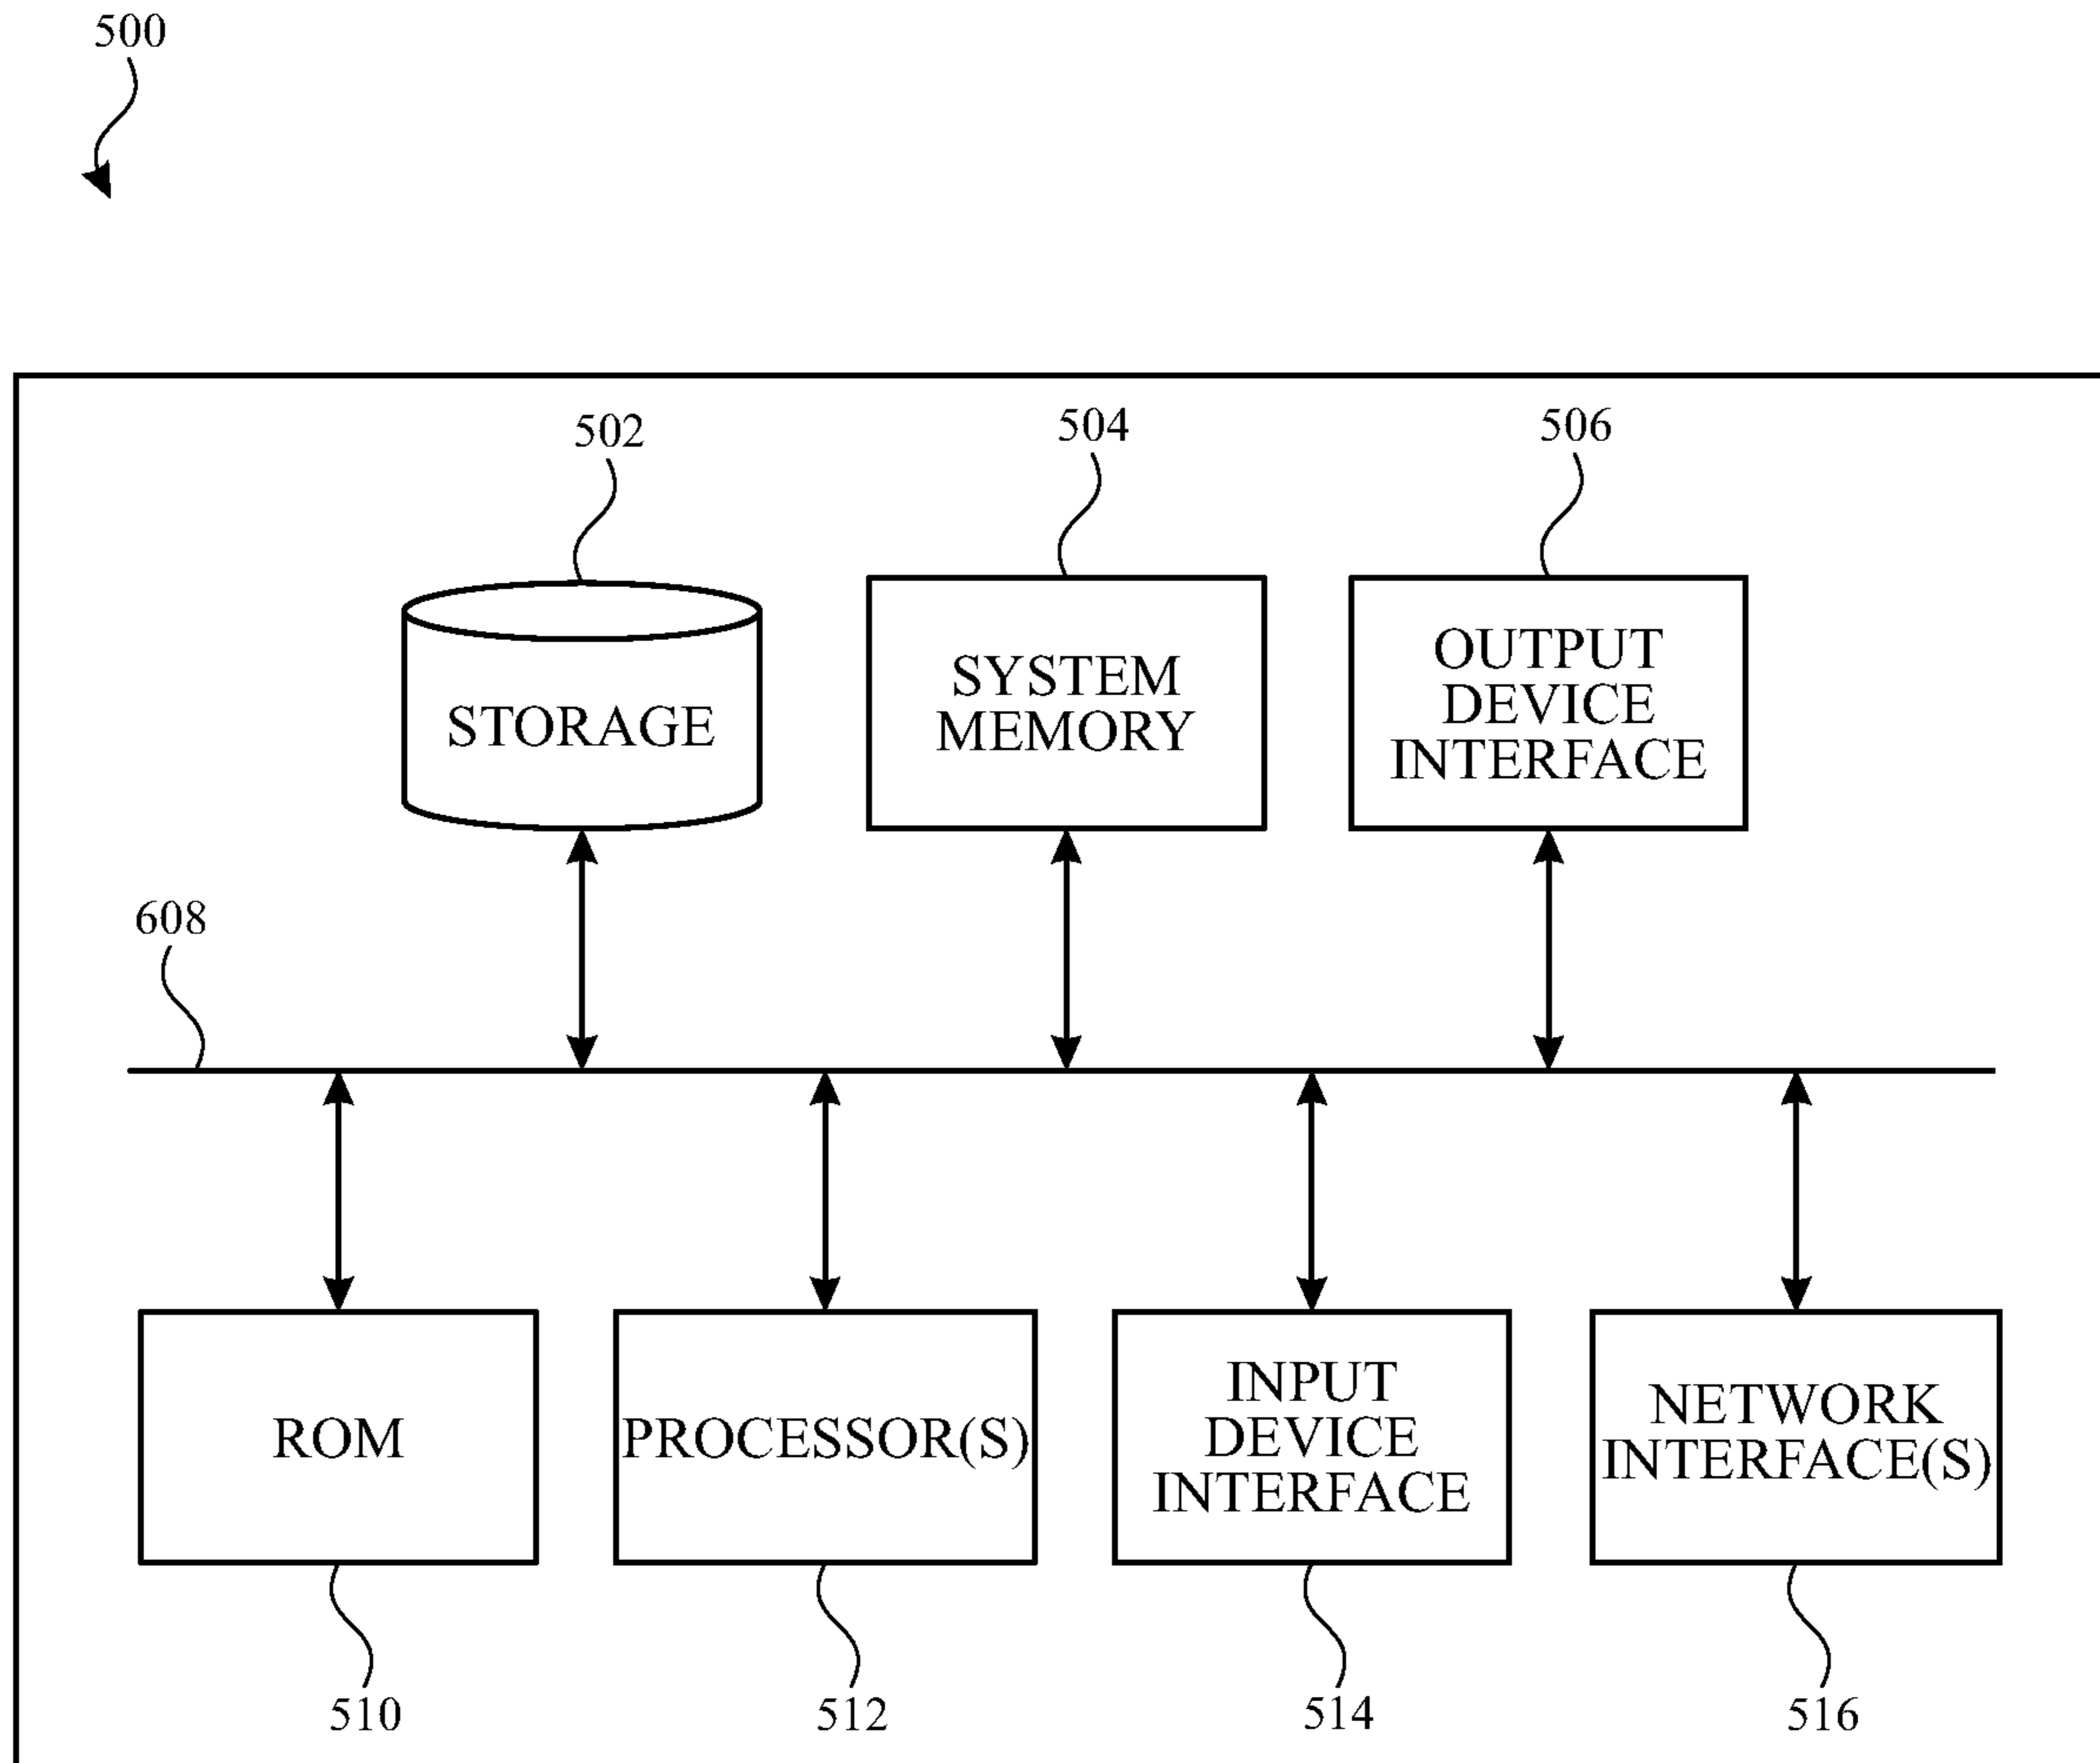 500
502
504
506
STORAGE
SYSTEM
MEMORY
OUTPUT
DEVICE
INTERFACE
608
ROM
PROCESSOR(S)
INPUT
DEVICE
INTERFACE
NETWORK
INTERFACE(S)
510
512
514
516